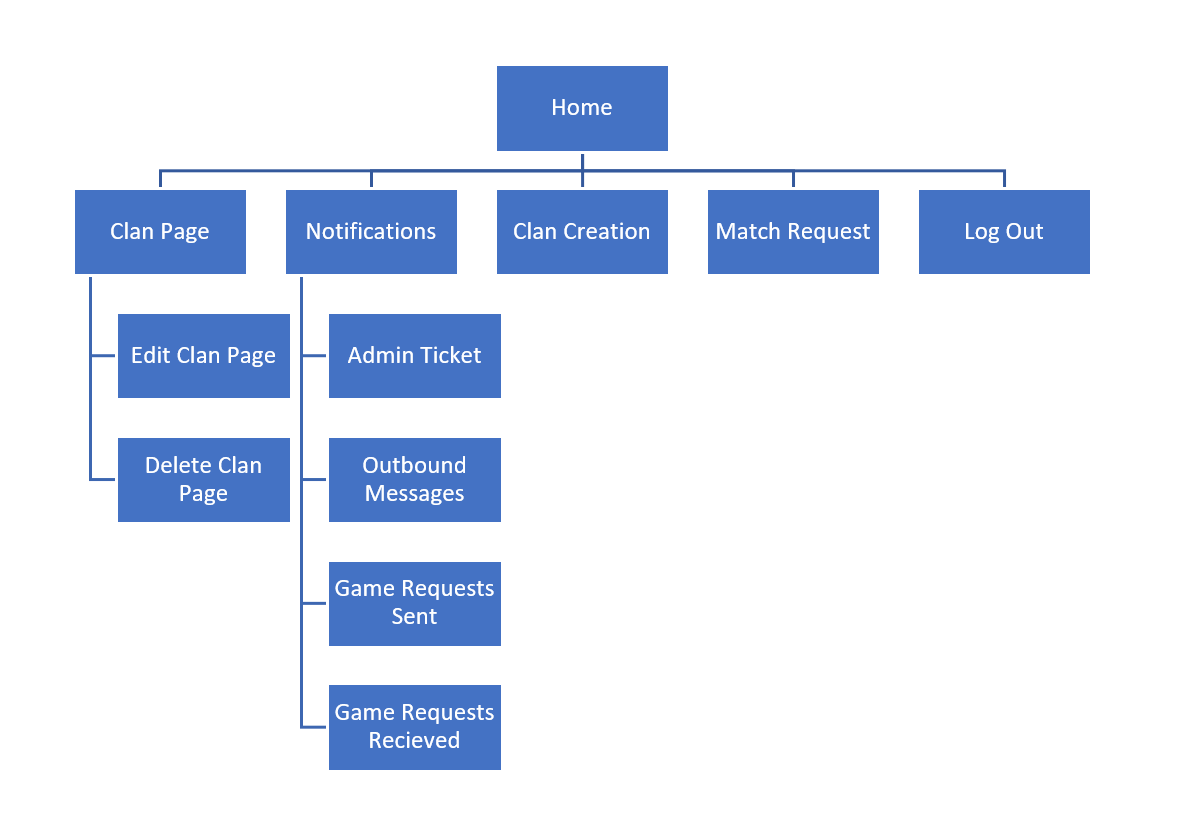 Home
Clan Page
Notifications
Clan Creation
Match Request
Log Out
Edit Clan Page
Admin Ticket
Delete Clan
Page
Outbound
Messages
Game Requests
Sent
Game Requests
Recieved